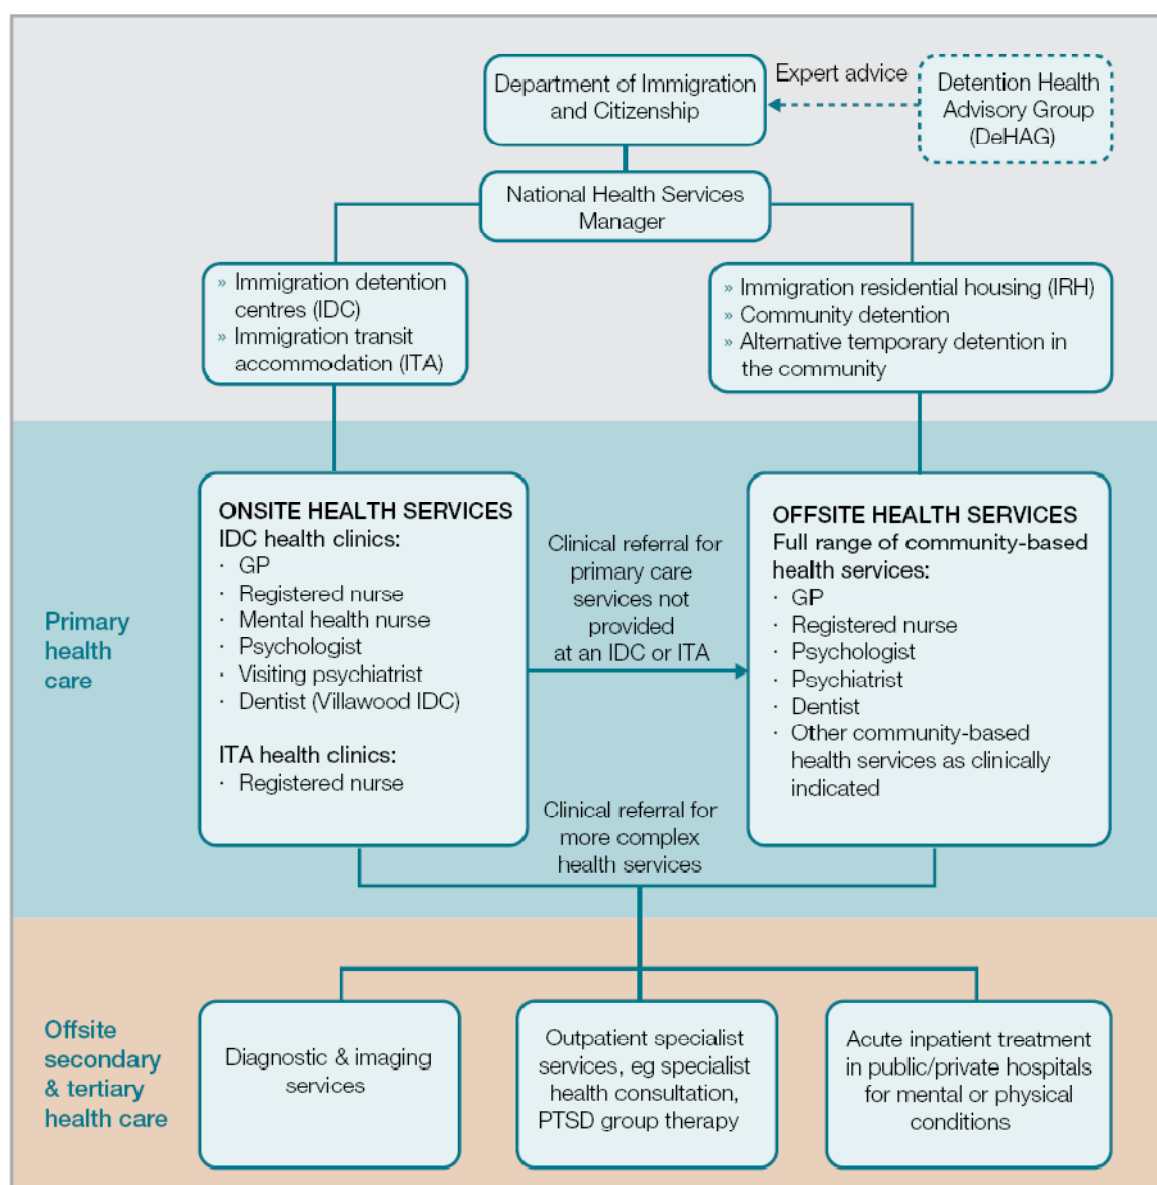 Department of Immigration
and Citizenship
Expert advice
Detention Health
Advisory Group
(DeHAG)
National Health Services
Manager
» Immigration detention
centres (IDC)
» Immigration transit
accommodation (ITA)
» Immigration residential housing (IRH)
» Community detention
» Alternative temporary detention in
the community
Primary
health
care
ONSITE HEALTH SERVICES
IDC health clinics:
· GP
· Registered nurse
· Mental health nurse
· Psychologist
· Visiting psychiatrist
· Dentist (Villawood IDC)
ITA health clinics:
· Registered nurse
Clinical referral for
primary care
services not
provided
at an IDC or ITA
OFFSITE HEALTH SERVICES
Full range of community-based
health services:
· GP
· Registered nurse
· Psychologist
· Psychiatrist
· Dentist
· Other community-based
health services as clinically
indicated
Clinical referral for
more complex
health services
Offsite
secondary
& tertiary
health care
Diagnostic & imaging
services
Outpatient specialist
services, eg specialist
health consultation,
PTSD group therapy
Acute inpatient treatment
in public/private hospitals
for mental or physical
conditions